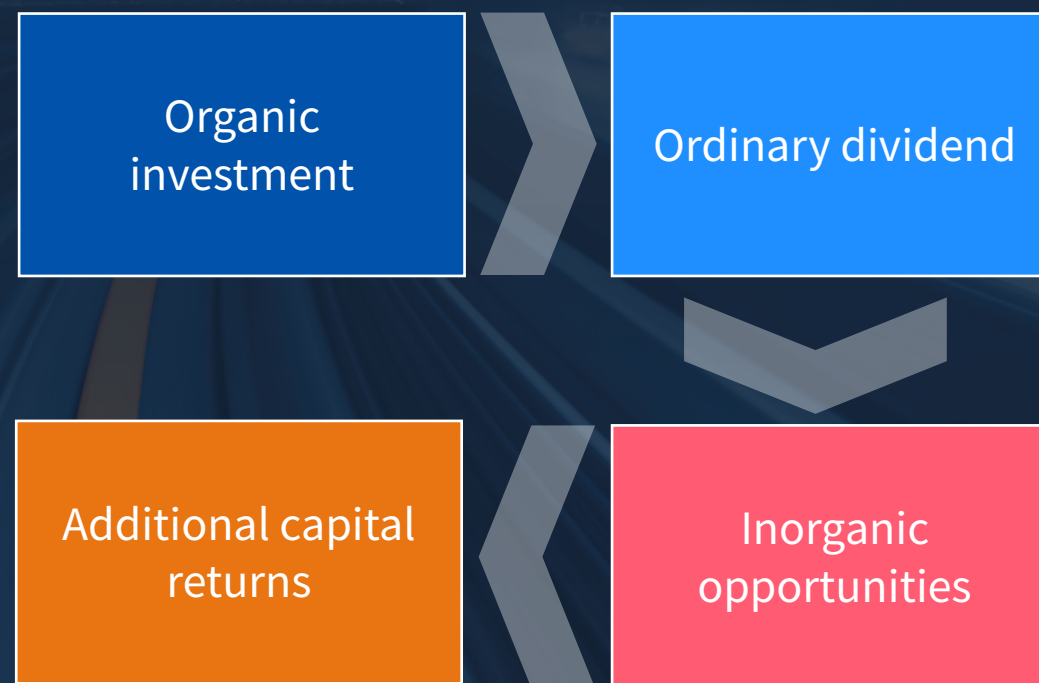 Organic
investment
Ordinary dividend
Inorganic
opportunities
Additional capital
returns